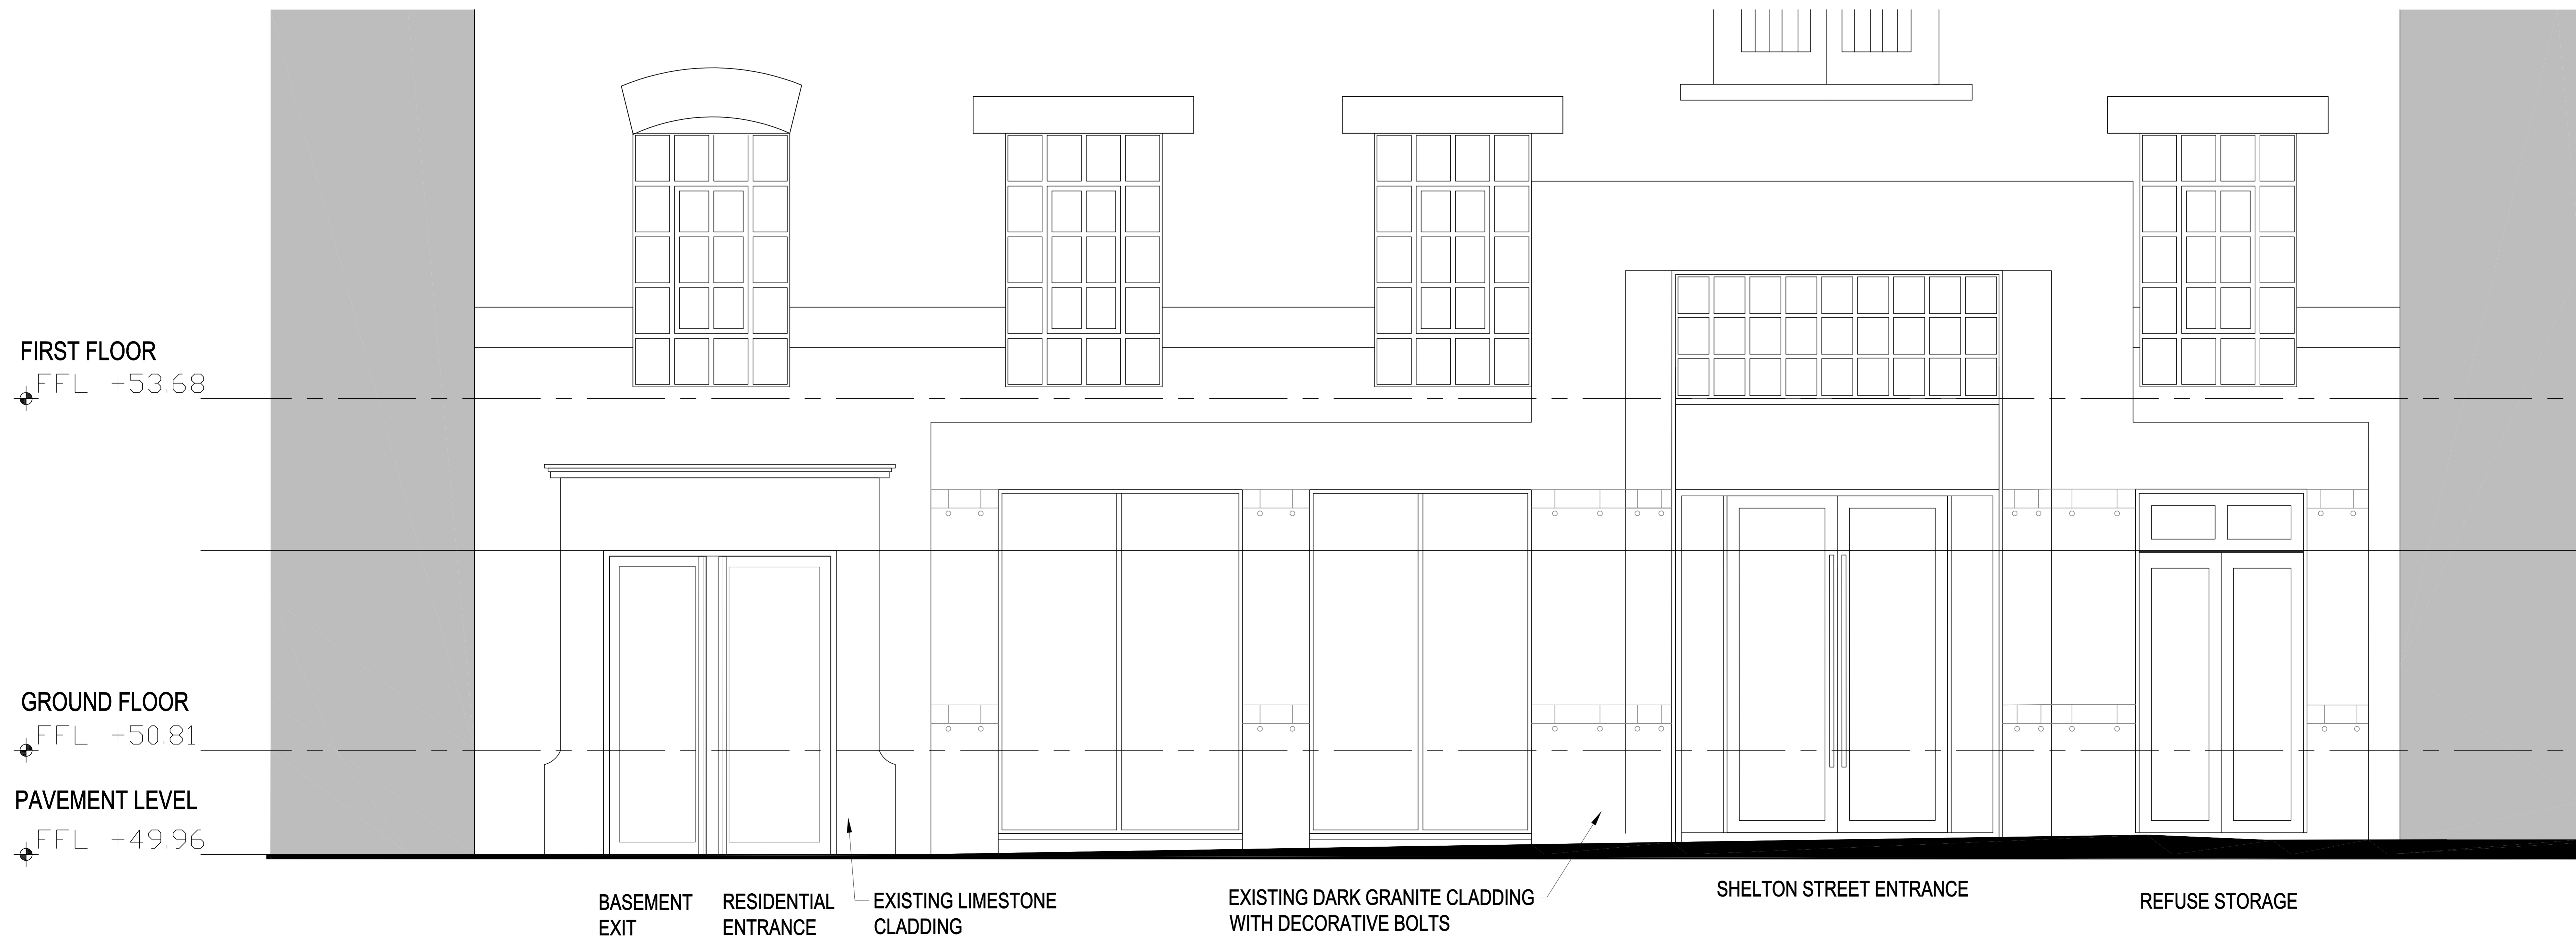 FIRST FLOOR
FFL +53.68
GROUND FLOOR
FFL +50.81
PAVEMENT LEVEL
FFL +49.96
BASEMENT
EXIT
RESIDENTIAL
ENTRANCE
EXISTING LIMESTONE
CLADDING
EXISTING DARK GRANITE CLADDING
WITH DECORATIVE BOLTS
SHELTON STREET ENTRANCE
REFUSE STORAGE